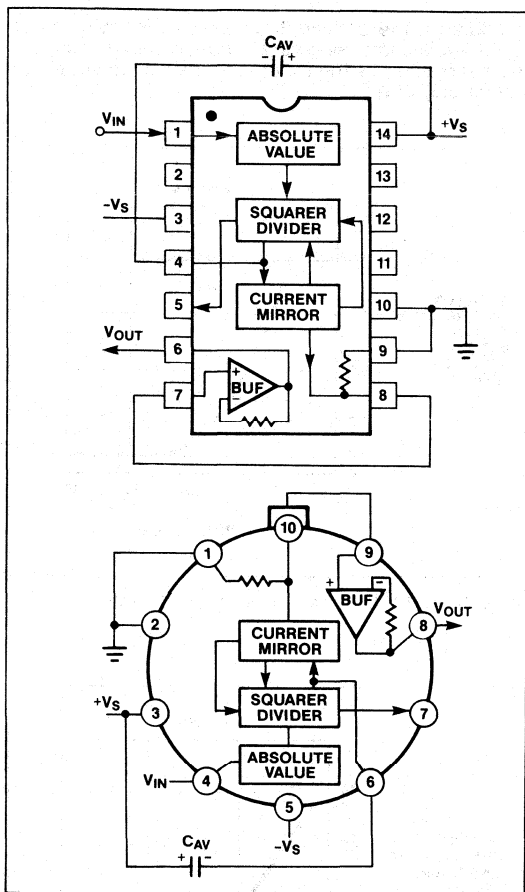 CAV
- +
VIN
1
ABSOLUTE
VALUE
14
+VS
2
13
-VS
3
SQUARER
DIVIDER
12
4
11
5
CURRENT
MIRROR
10
VOUT
6
9
7
+
-
BUF
8
10
1
9
+ -
BUF
8
VOUT
2
CURRENT
MIRROR
+VS
3
SQUARER
DIVIDER
7
ABSOLUTE
VALUE
VIN
4
6
5
-VS
CAV
+ -